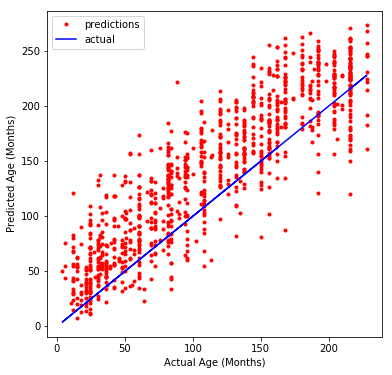 predictions
actual
250
200
150
100
50
0
Predicted Age (Months)
0 50 100 150 200
Actual Age (Months)